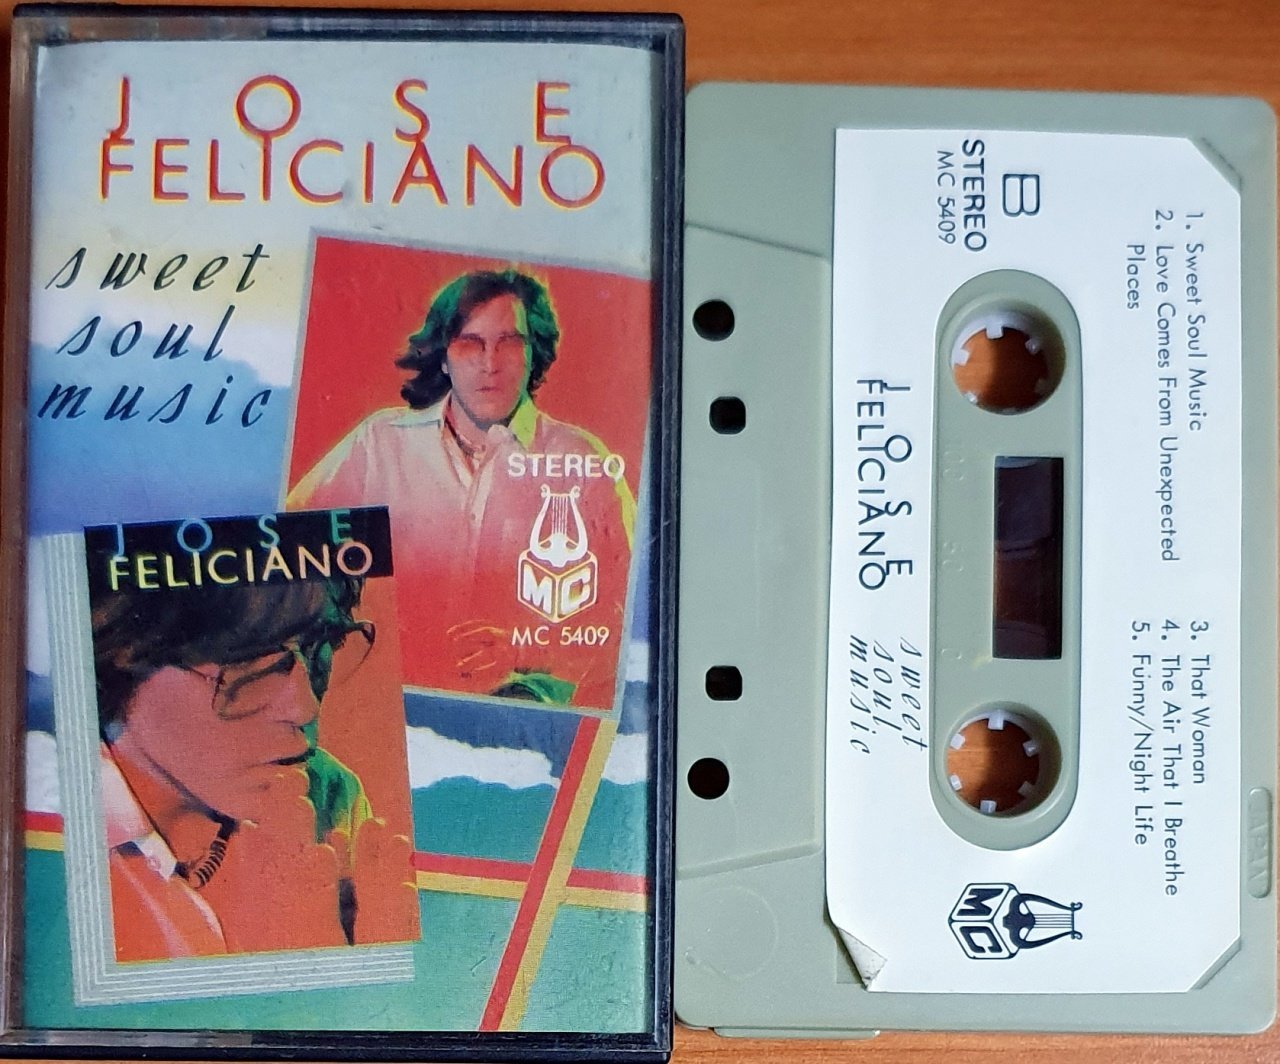 JOSE
FELICIANO
sweet
soul
music
STEREO
MC
MC 5409
JOSE
FELICIANO
B
STEREO
MC 5409
1. Sweet Soul Music
2. Love Comes From Unexpected
Places
3. That Woman
4. The Air That I Breathe
5. Funny/Night Life
JOSE
FELICIANO
sweet
soul
music
MC